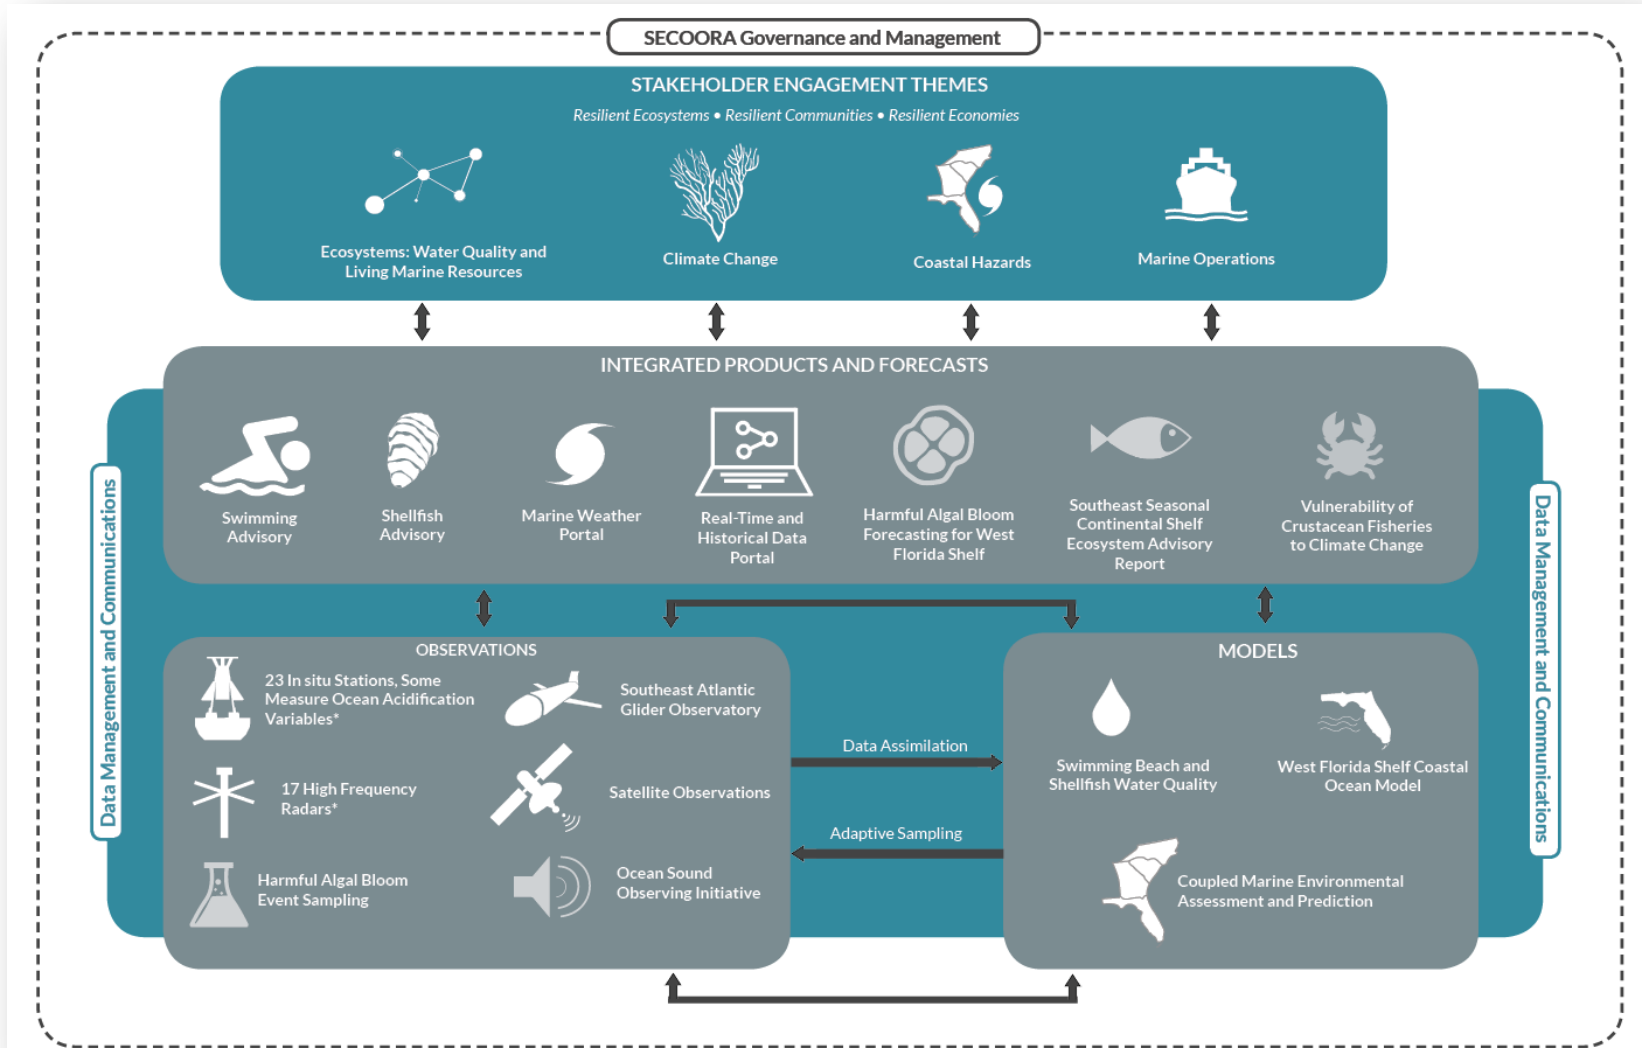 SECOORA Governance and Management
STAKEHOLDER ENGAGEMENT THEMES
Resilient Ecosystems • Resilient Communities • Resilient Economies
Ecosystems: Water Quality and
Living Marine Resources
Climate Change
Coastal Hazards
Marine Operations
INTEGRATED PRODUCTS AND FORECASTS
Swimming
Advisory
Shellfish
Advisory
Marine Weather
Portal
Real-Time and
Historical Data
Portal
Harmful Algal Bloom
Forecasting for West
Florida Shelf
Southeast Seasonal
Continental Shelf
Ecosystem Advisory
Report
Vulnerability of
Crustacean Fisheries
to Climate Change
Data Management and Communications
Data Management and Communications
OBSERVATIONS
23 In situ Stations, Some
Measure Ocean Acidification
Variables*
Southeast Atlantic
Glider Observatory
17 High Frequency
Radars*
Satellite Observations
Harmful Algal Bloom
Event Sampling
Ocean Sound
Observing Initiative
Data Assimilation
Adaptive Sampling
MODELS
Swimming Beach and
Shellfish Water Quality
West Florida Shelf Coastal
Ocean Model
Coupled Marine Environmental
Assessment and Prediction